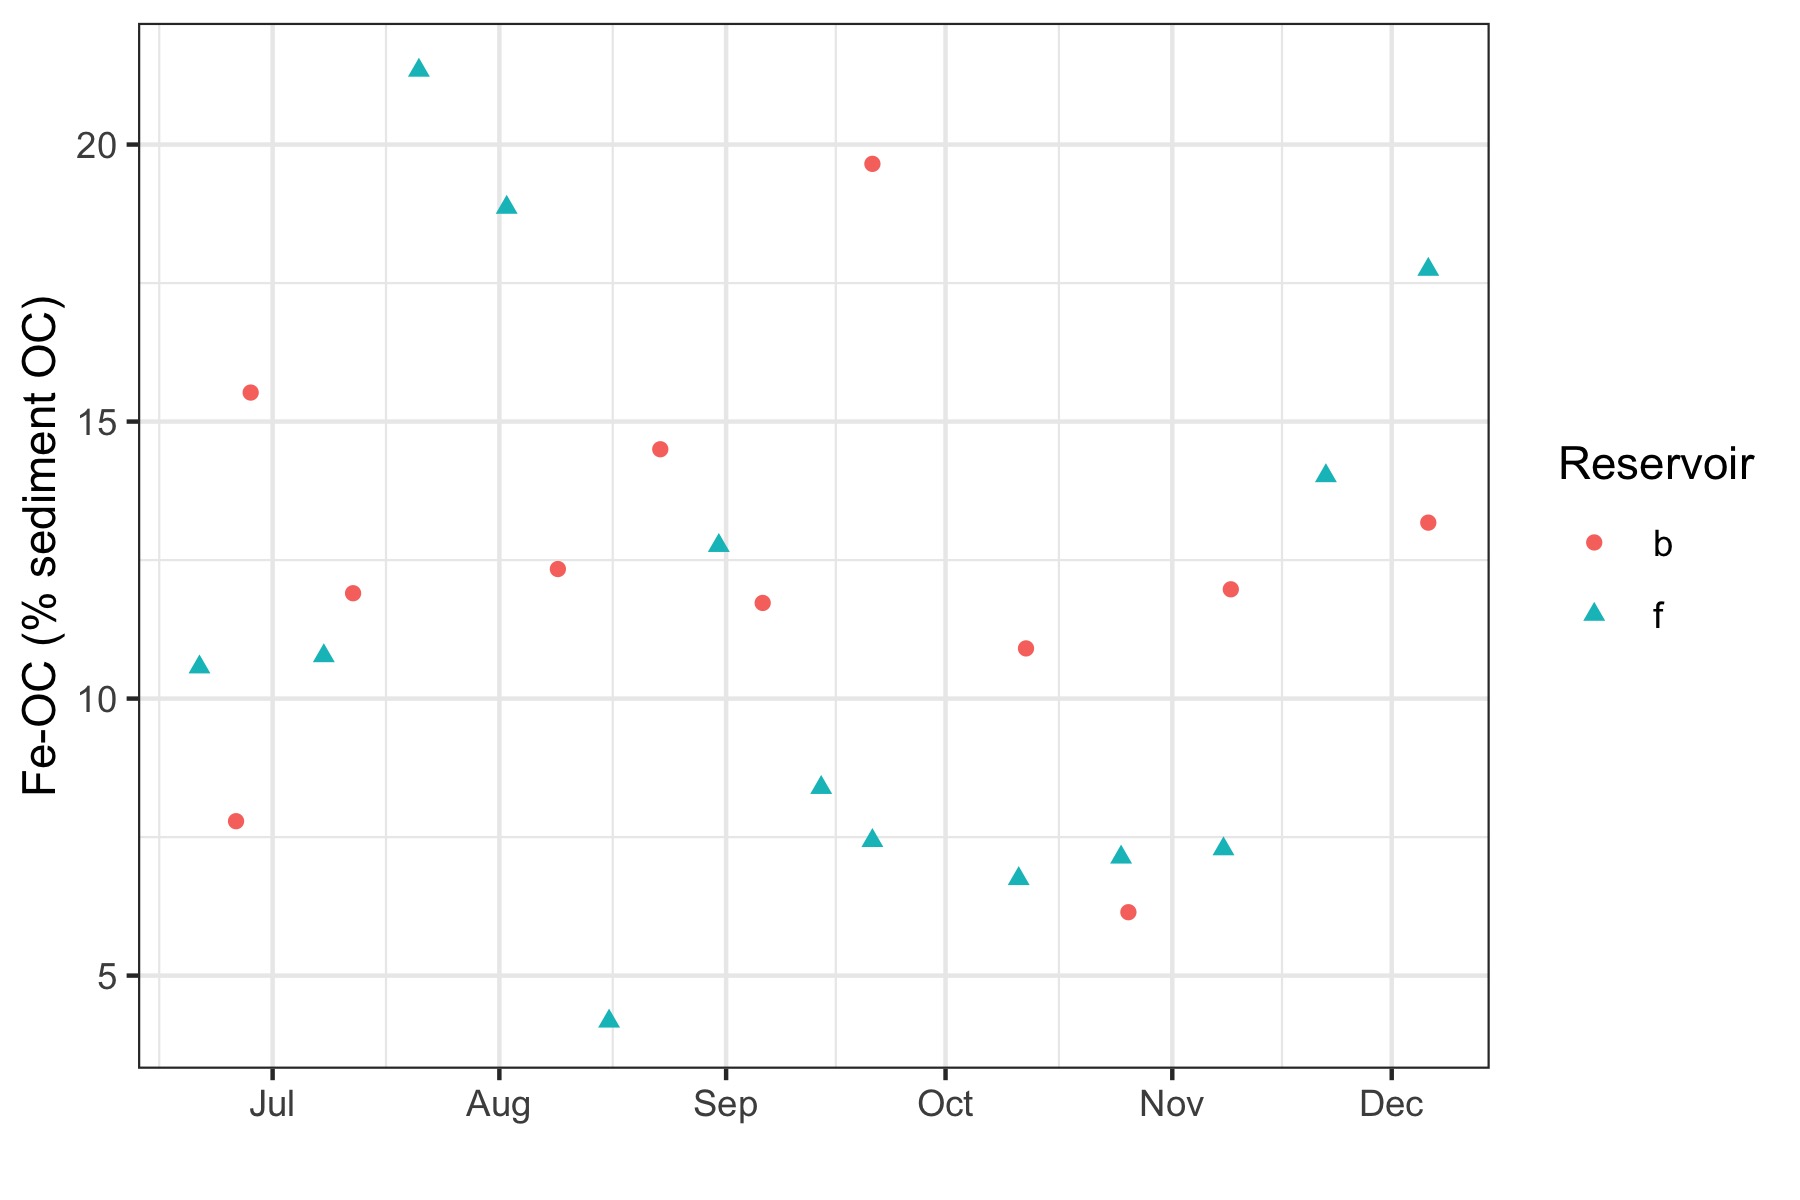 Fe-OC (% sediment OC)
20
15
10
5
Jul Aug Sep Oct Nov Dec
Reservoir
b
f